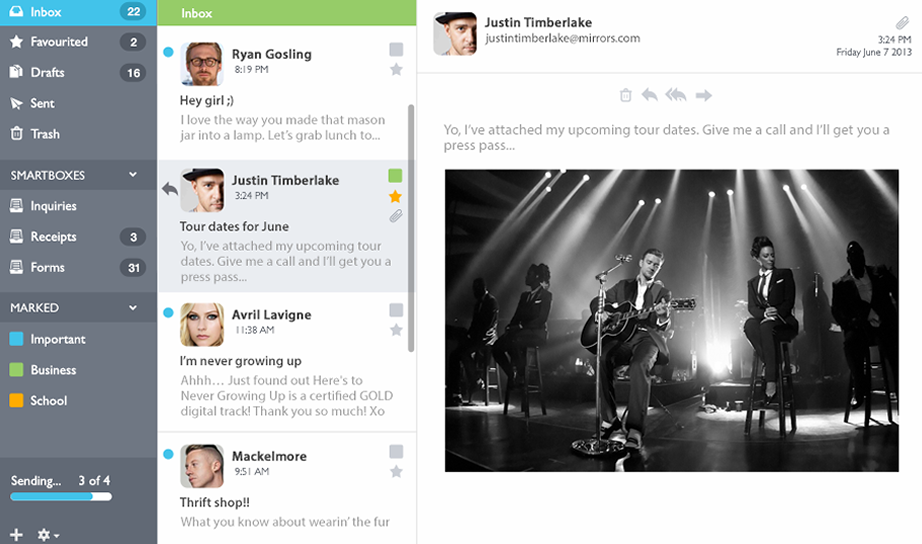 Inbox 22
Favourited 2
Drafts 16
Sent
Trash
SMARTBOXES
Inquiries
Receipts 3
Forms 31
MARKED
Important
Business
School
Sending... 3 of 4
Inbox
Ryan Gosling
8:19 PM
Hey girl ;)
I love the way you made that mason
jar into a lamp. Let's grab lunch to...
Justin Timberlake
3:24 PM
Tour dates for June
Yo, I've attached my upcoming tour
dates. Give me a call and I'll get you a
press pass...
Avril Lavigne
11:38 AM
I'm never growing up
Ahhh... Just found out Here's to
Never Growing Up is a certified GOLD
digital track! Thank you so much! Xo
Mackelmore
9:51 AM
Thrift shop!!
What you know about wearin' the fur
Justin Timberlake
justintimberlake@mirrors.com
3:24 PM
Friday June 7 2013
Yo, I've attached my upcoming tour dates. Give me a call and I'll get you a
press pass...